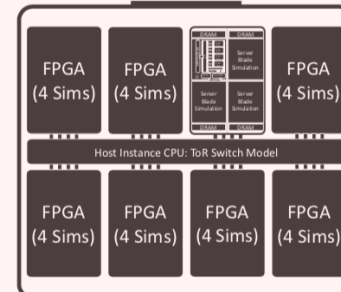 FPGA
(4 Sims)
FPGA
(4 Sims)
DRAM
DRAM
Server
Blade
Simulation
Server
Blade
Simulation
Server
Blade
Simulation
DRAM
DRAM
FPGA
(4 Sims)
Host Instance CPU: ToR Switch Model
FPGA
(4 Sims)
FPGA
(4 Sims)
FPGA
(4 Sims)
FPGA
(4 Sims)